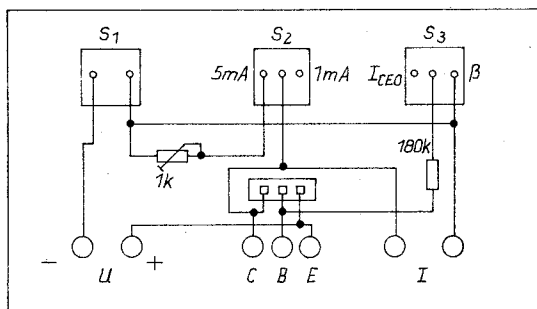 S1 S2 S3
5mA 1mA ICEO β
180k
1k
− U + C B E I